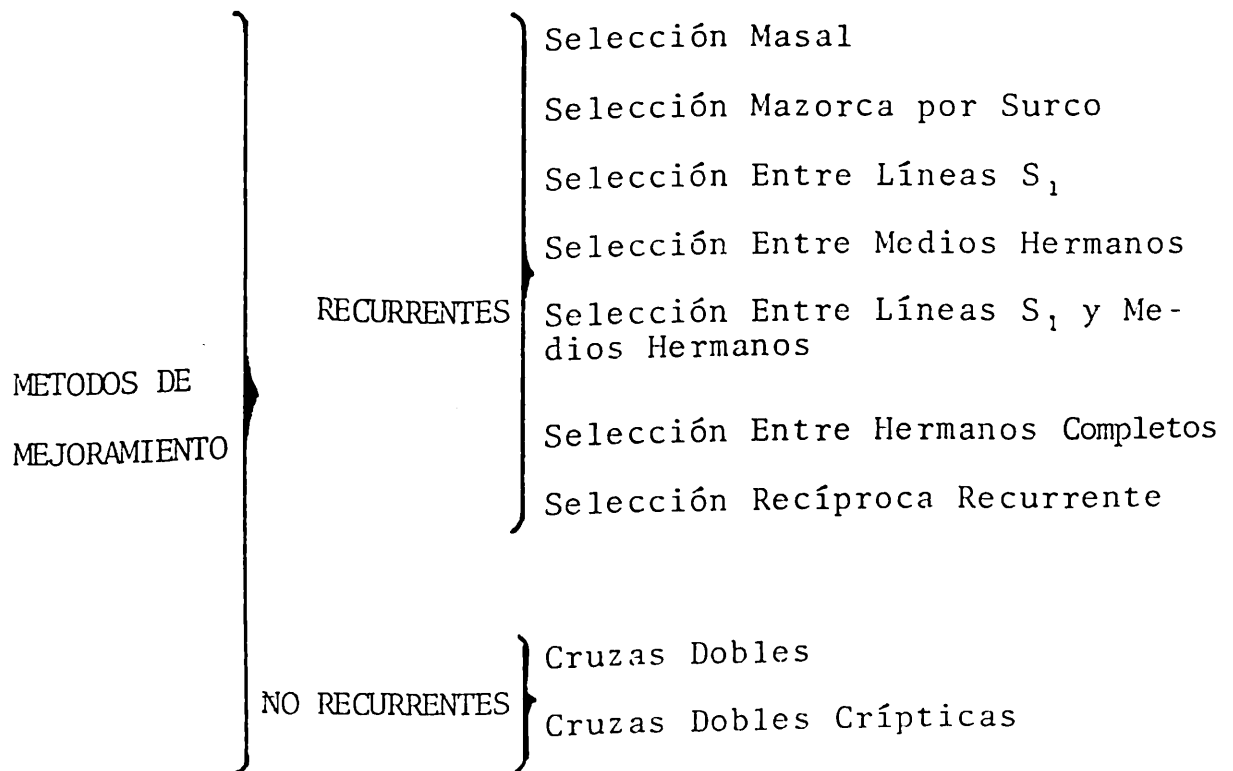 METODOS DE
MEJORAMIENTO
RECURRENTES
Selección Masal
Selección Mazorca por Surco
Selección Entre Líneas S₁
Selección Entre Medios Hermanos
Selección Entre Líneas S₁ y Me-
dios Hermanos
Selección Entre Hermanos Completos
Selección Recíproca Recurrente
NO RECURRENTES
Cruzas Dobles
Cruzas Dobles Crípticas